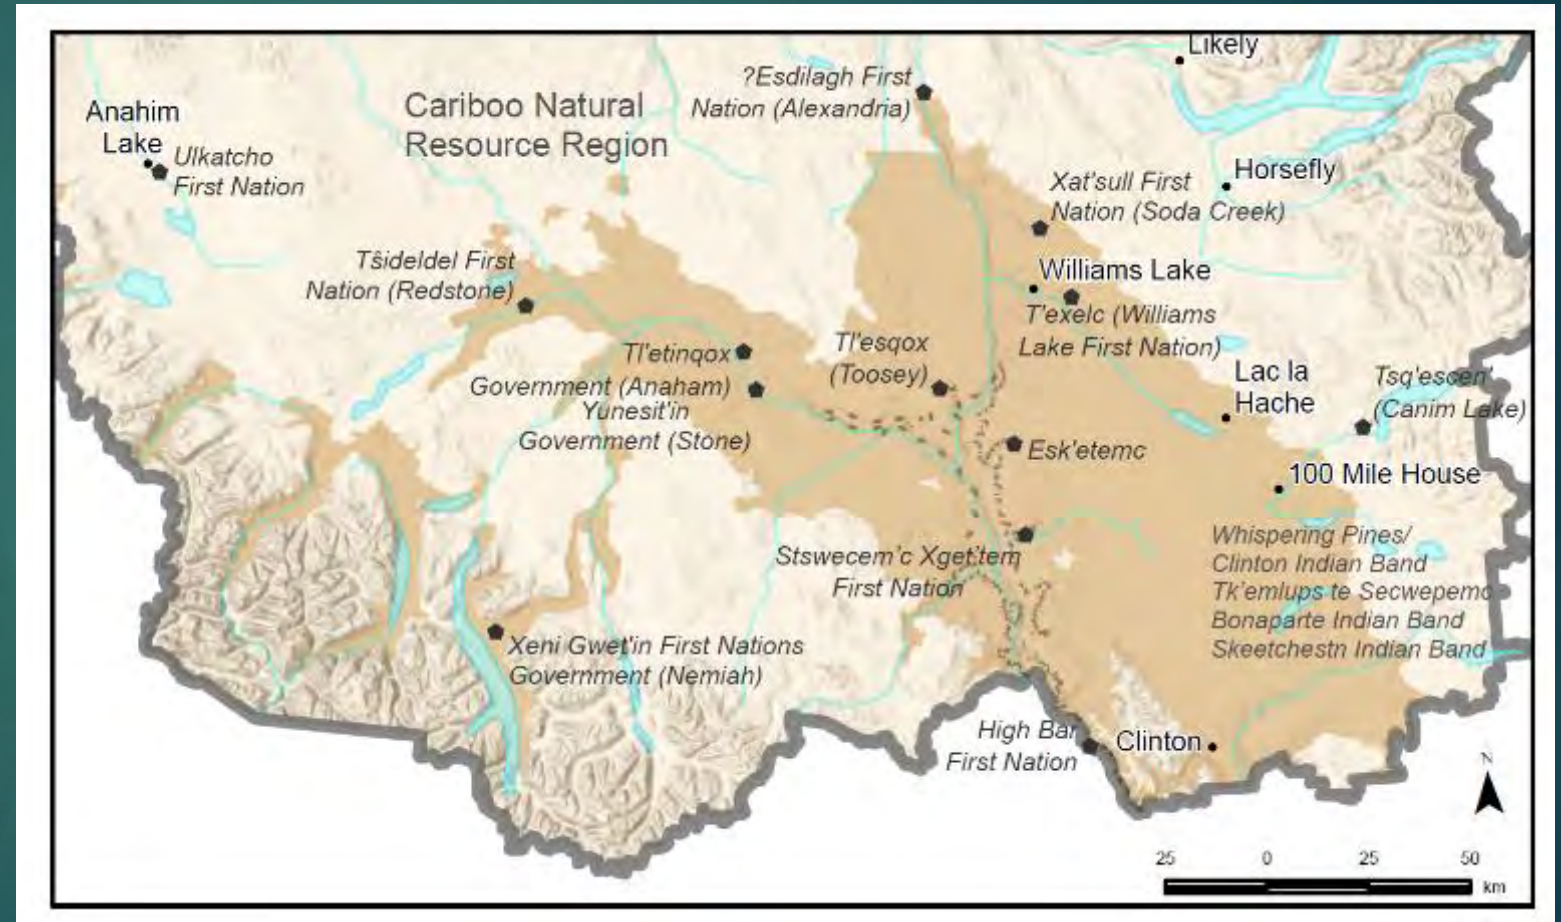 Likely
?Esdilagh First
Nation (Alexandria)
Cariboo Natural
Resource Region
Anahim
Lake
Ulkatcho
First Nation
Horsefly
Xat'sull First
Nation (Soda Creek)
Tŝideldel First
Nation (Redstone)
Williams Lake
T'exelc (Williams
Lake First Nation)
Tl'etinqox
Government (Anaham)
Tl'esqox
(Toosey)
Yunesit'in
Government (Stone)
Lac la
Hache
Tsq'escen'
(Canim Lake)
Esk'etemc
100 Mile House
Stswecem'c Xget'tem
First Nation
Whispering Pines/
Clinton Indian Band
Tk'emlups te Secwepemc
Bonaparte Indian Band
Skeetchestn Indian Band
Xeni Gwet'in First Nations
Government (Nemiah)
High Bar
First Nation
Clinton
N
25 0 25 50
km